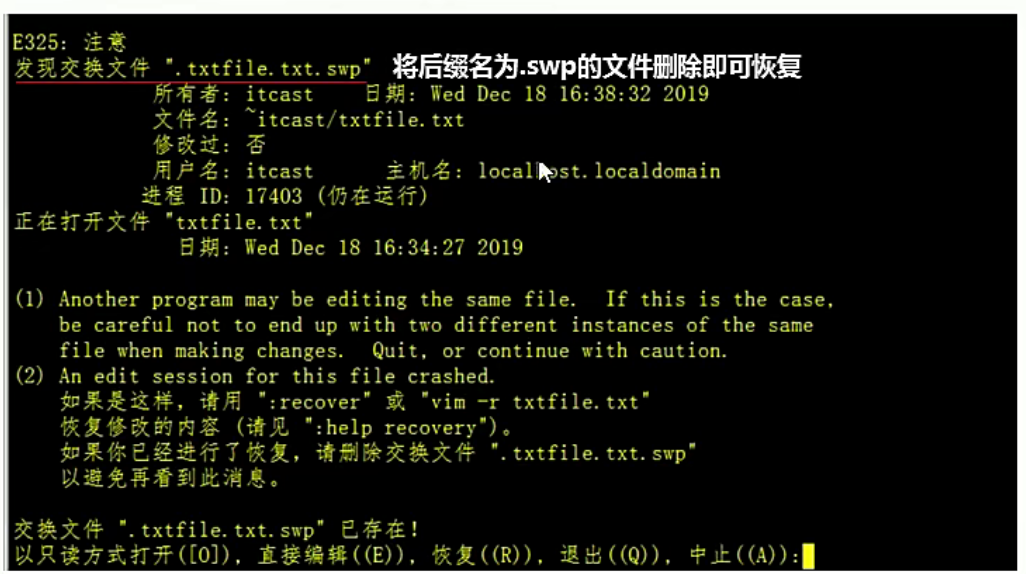 E325: 注意
发现交换文件 ".txtfile.txt.swp" 将后缀名为.swp的文件删除即可恢复
所有者: itcast 日期: Wed Dec 18 16:38:32 2019
文件名: ~itcast/txtfile.txt
修改过: 否
用户名: itcast 主机名: localhost.localdomain
进程 ID: 17403 (仍在运行)
正在打开文件 "txtfile.txt"
日期: Wed Dec 18 16:34:27 2019
(1) Another program may be editing the same file. If this is the case,
be careful not to end up with two different instances of the same
file when making changes. Quit, or continue with caution.
(2) An edit session for this file crashed.
如果是这样，请用 ":recover" 或 "vim -r txtfile.txt"
恢复修改的内容 (请见 ":help recovery")。
如果你已经进行了恢复，请删除交换文件 ".txtfile.txt.swp"
以避免再看到此消息。
交换文件 ".txtfile.txt.swp" 已存在!
以只读方式打开([O]), 直接编辑((E)), 恢复((R)), 退出((Q)), 中止((A)):